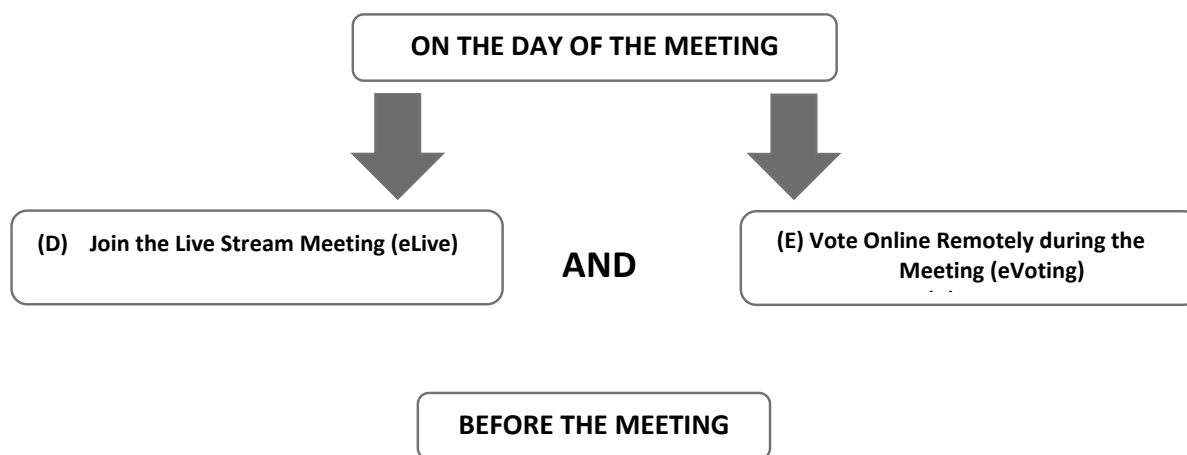 ON THE DAY OF THE MEETING
(D) Join the Live Stream Meeting (eLive)
AND
(E) Vote Online Remotely during the
Meeting (eVoting)
BEFORE THE MEETING